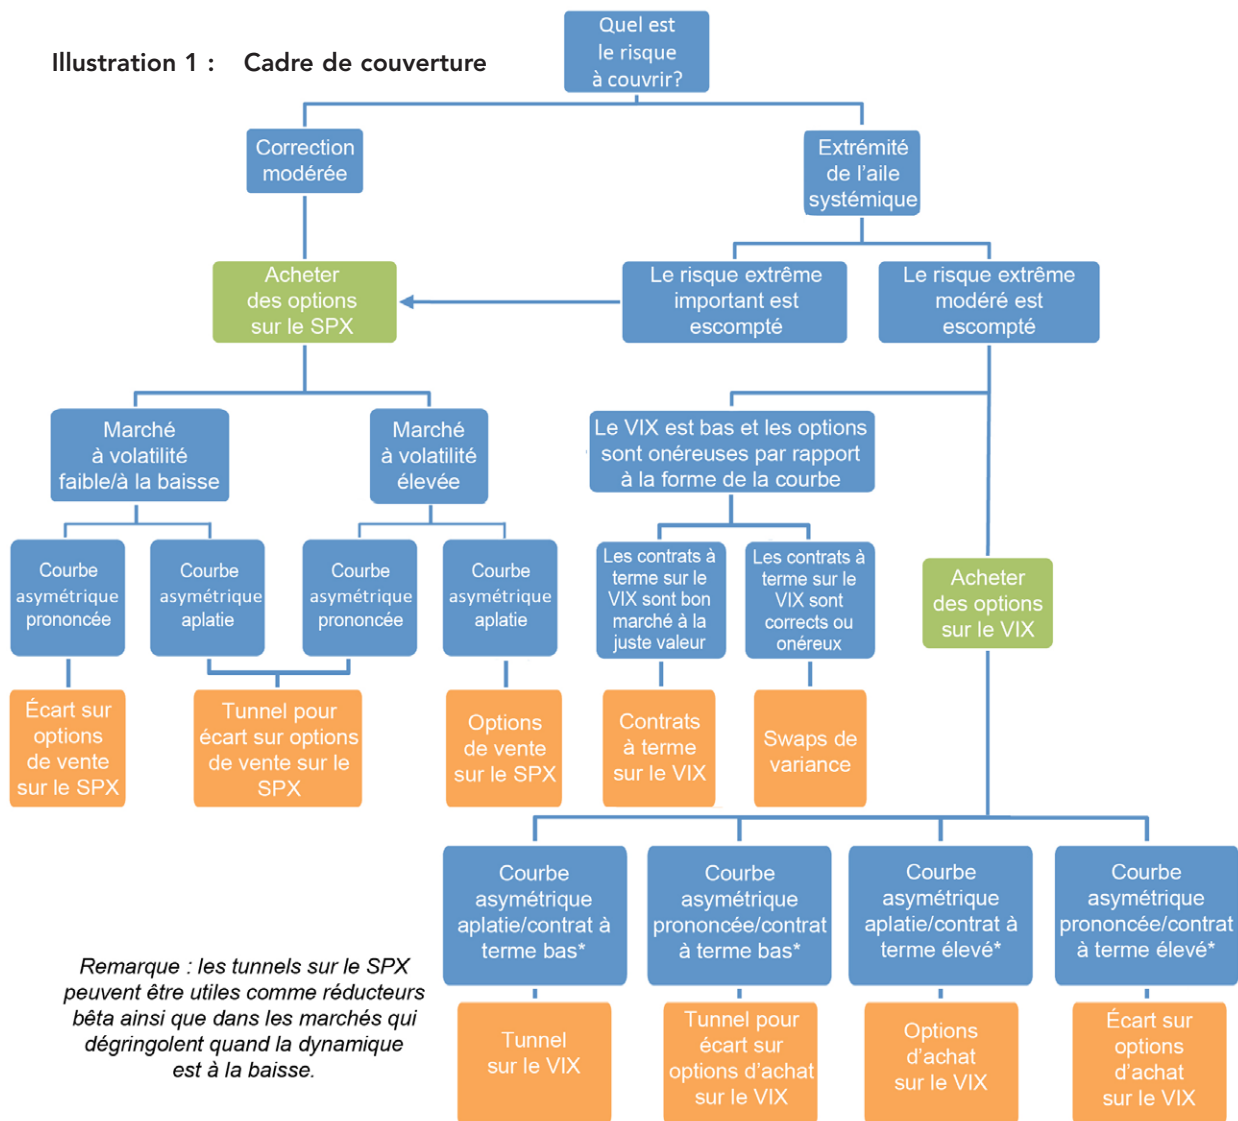 Illustration 1 : Cadre de couverture
Quel est
le risque
à couvrir?
Correction
modérée
Extrémité
de l'aile
systémique
Acheter
des options
sur le SPX
Le risque extrême
important est
escompté
Le risque extrême
modéré est
escompté
Marché
à volatilité
faible/à la baisse
Marché
à volatilité
élevée
Le VIX est bas et les options
sont onéreuses par rapport
à la forme de la courbe
Courbe
asymétrique
prononcée
Courbe
asymétrique
aplatie
Courbe
asymétrique
prononcée
Courbe
asymétrique
aplatie
Les contrats à
terme sur le
VIX sont bon
marché à la
juste valeur
Les contrats à
terme sur le
VIX sont
corrects ou
onéreux
Acheter
des options
sur le VIX
Écart sur
options
de vente
sur le SPX
Tunnel pour
écart sur options
de vente sur le
SPX
Options
de vente
sur le SPX
Contrats
à terme
sur le VIX
Swaps de
variance
Courbe
asymétrique
aplatie/contrat à
terme bas*
Courbe
asymétrique
prononcée/contrat
à terme bas*
Courbe
asymétrique
aplatie/contrat à
terme élevé*
Courbe
asymétrique
prononcée/contrat
à terme élevé*
Tunnel
sur le VIX
Tunnel pour
écart sur
options d'achat
sur le VIX
Options
d'achat
sur le VIX
Écart sur
options
d'achat
sur le VIX
Remarque : les tunnels sur le SPX
peuvent être utiles comme réducteurs
bêta ainsi que dans les marchés qui
dégringolent quand la dynamique
est à la baisse.